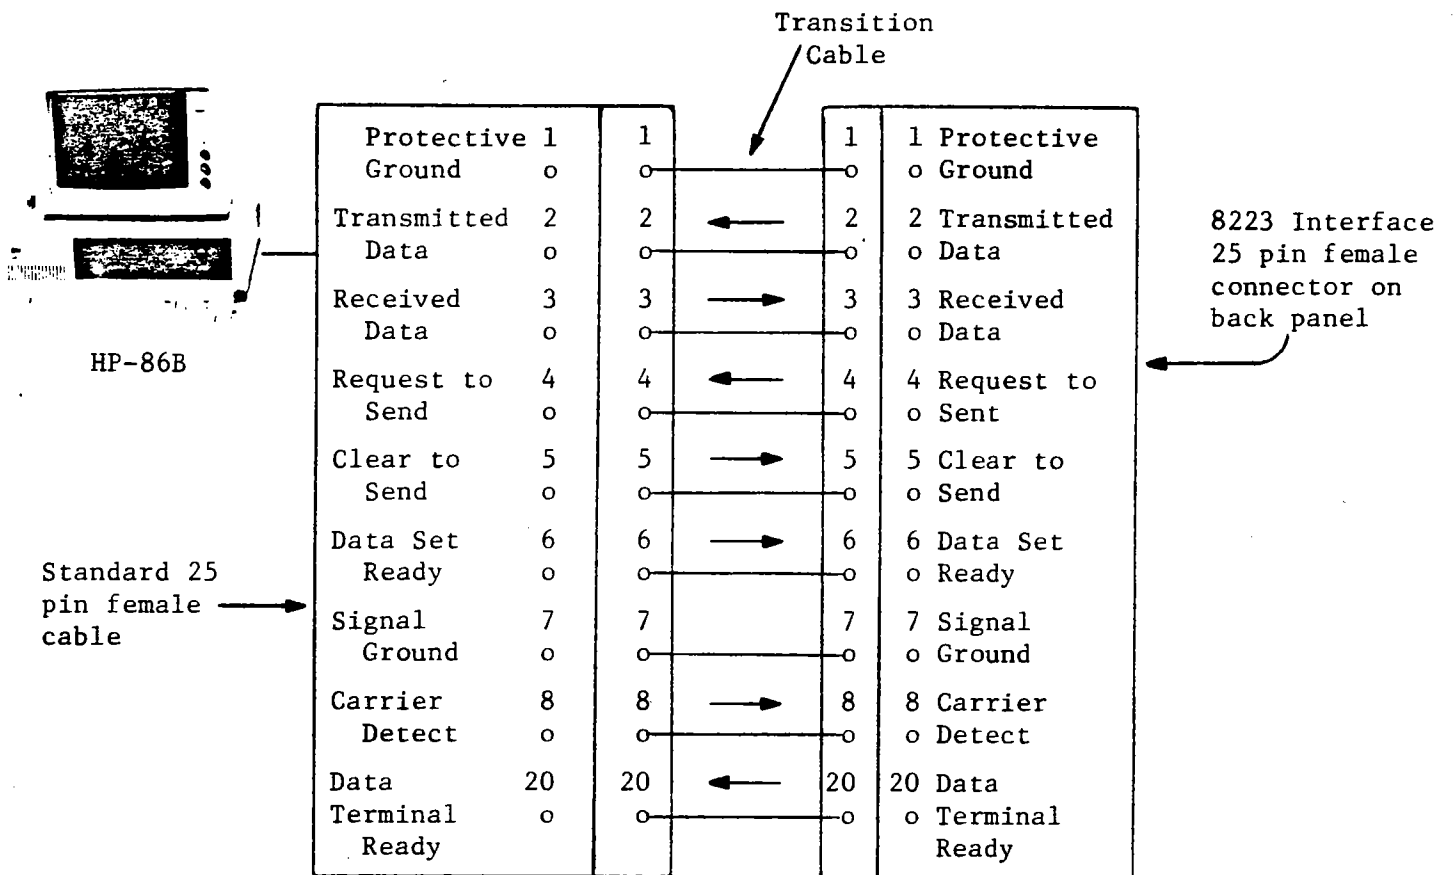 Transition
Cable
Protective 1 1 1 1 Protective
Ground o o o o Ground
Transmitted 2 2 2 2 Transmitted
Data o o o o Data
Received 3 3 3 3 Received
Data o o o o Data
Request to 4 4 4 4 Request to
Send o o o o Sent
Clear to 5 5 5 5 Clear to
Send o o o o Send
Data Set 6 6 6 6 Data Set
Ready o o o o Ready
Signal 7 7 7 7 Signal
Ground o o o o Ground
Carrier 8 8 8 8 Carrier
Detect o o o o Detect
Data 20 20 20 20 Data
Terminal o o o o Terminal
Ready Ready
HP-86B
Standard 25
pin female
cable
8223 Interface
25 pin female
connector on
back panel